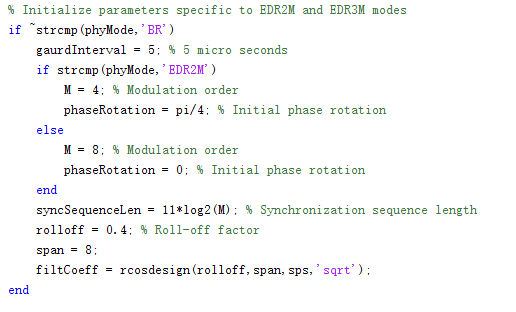 % Initialize parameters specific to EDR2M and EDR3M modes
if ~strcmp(phyMode,'BR')
    gaurdInterval = 5; % 5 micro seconds
    if strcmp(phyMode,'EDR2M')
        M = 4; % Modulation order
        phaseRotation = pi/4; % Initial phase rotation
    else
        M = 8; % Modulation order
        phaseRotation = 0; % Initial phase rotation
    end
    syncSequenceLen = 11*log2(M); % Synchronization sequence length
    rolloff = 0.4; % Roll-off factor
    span = 8;
    filtCoeff = rcosdesign(rolloff,span,sps,'sqrt');
end